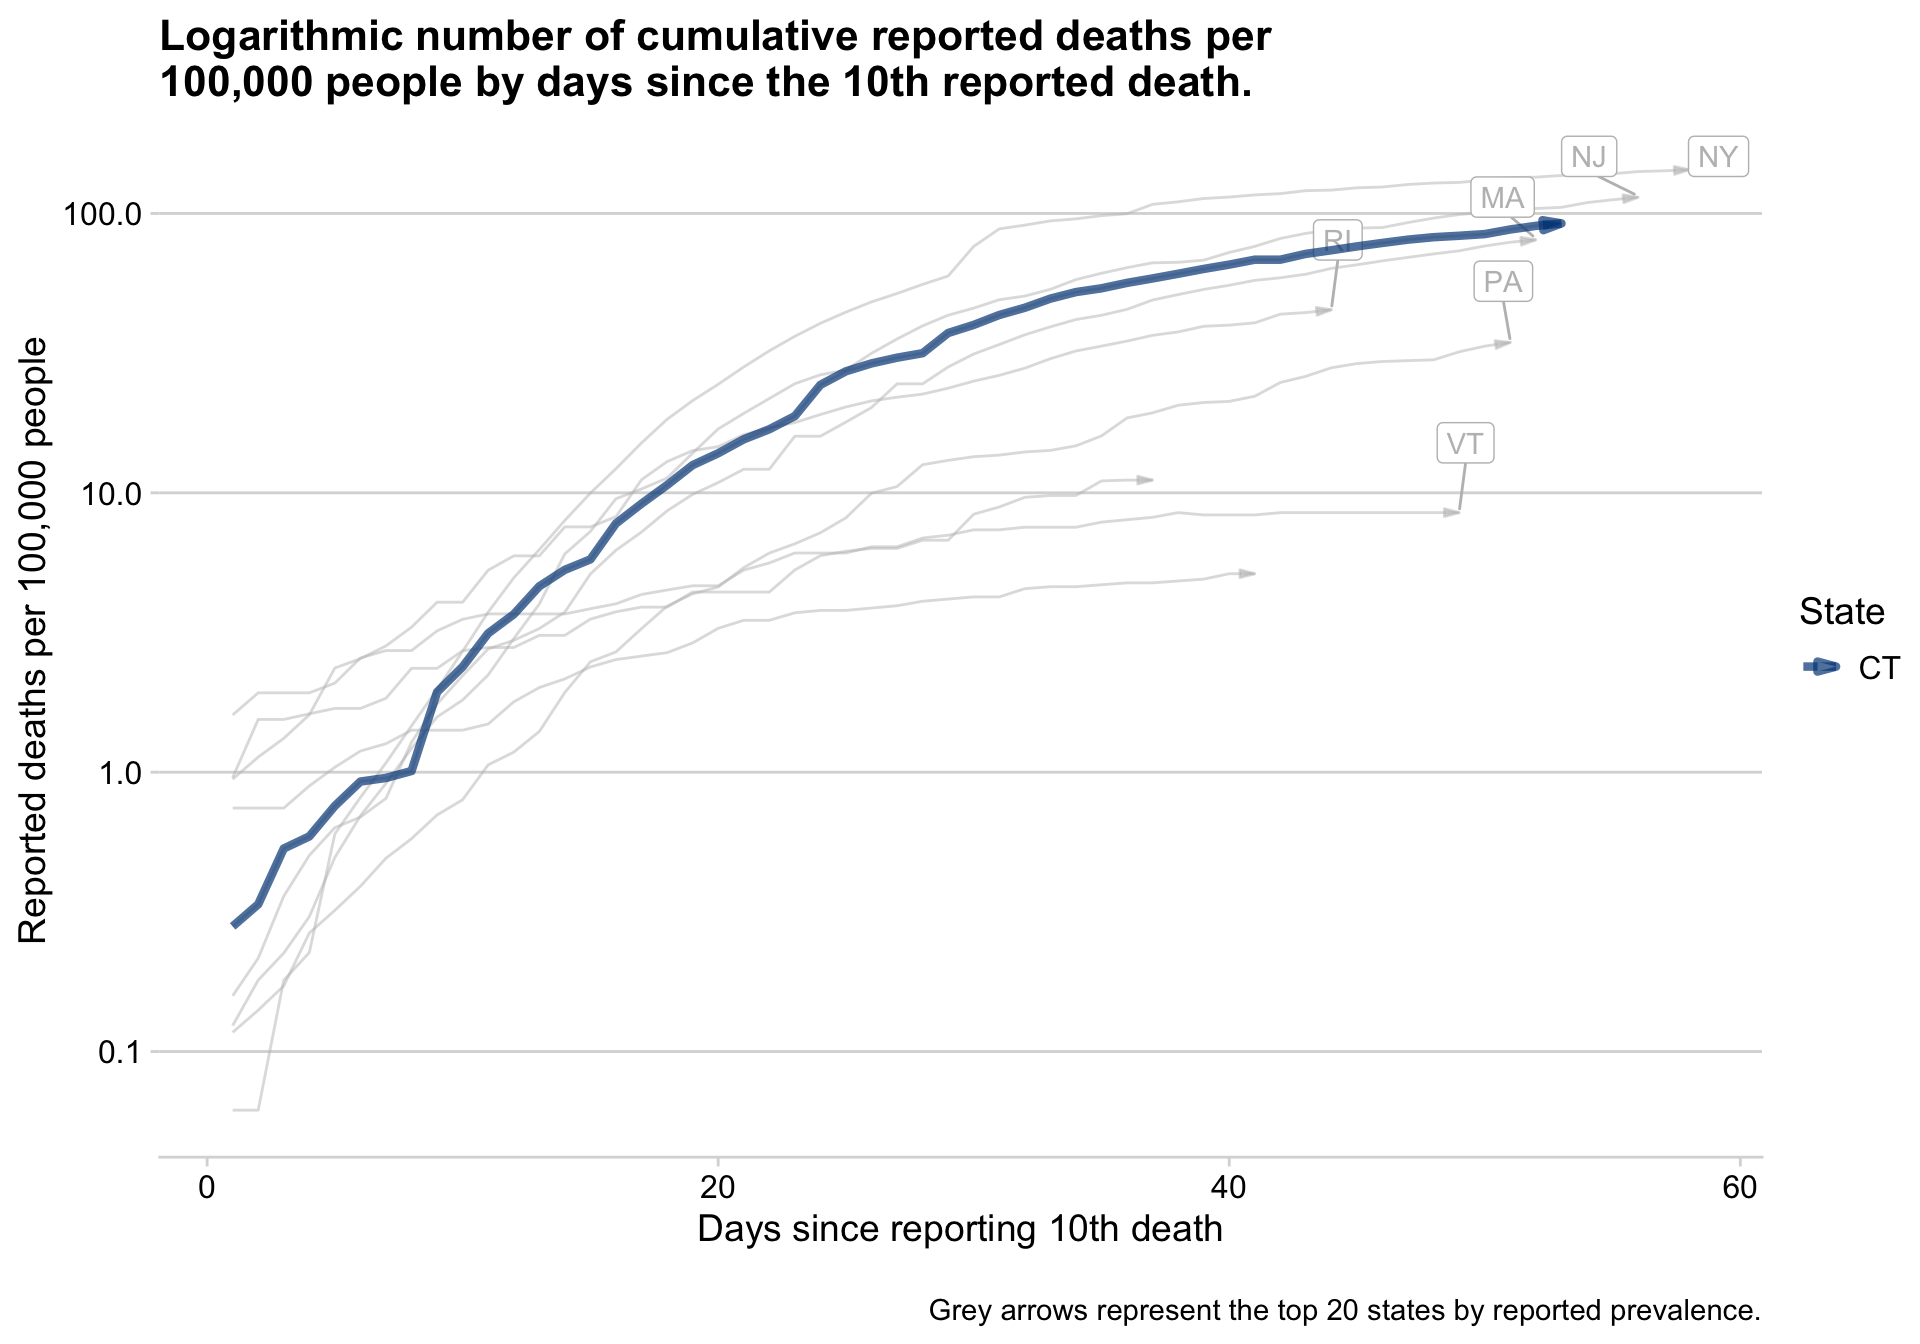 Logarithmic number of cumulative reported deaths per
100,000 people by days since the 10th reported death.
NJ
NY
MA
RI
PA
VT
100.0
10.0
1.0
0.1
Reported deaths per 100,000 people
0
20
40
60
Days since reporting 10th death
State
CT
Grey arrows represent the top 20 states by reported prevalence.